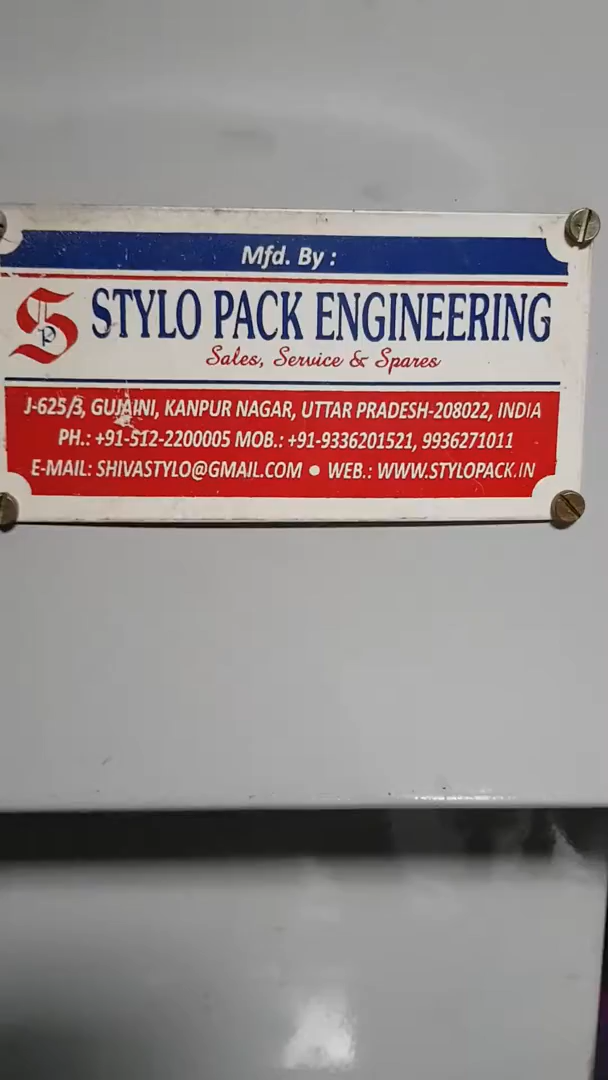 Mfd. By :
STYLO PACK ENGINEERING
Sales, Service & Spares
J-625/3, GUJAINI, KANPUR NAGAR, UTTAR PRADESH-208022, INDIA
PH.: +91-512-2200005 MOB.: +91-9336201521, 9936271011
E-MAIL: SHIVASTYLO@GMAIL.COM ● WEB.: WWW.STYLOPACK.IN